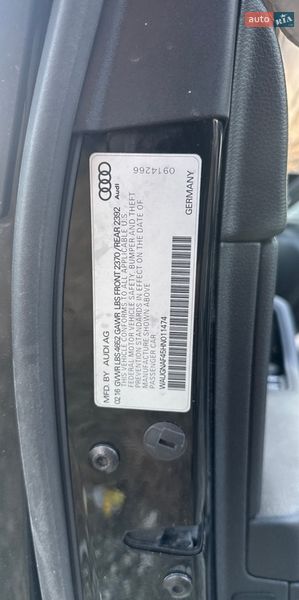 auto RIA
0914266
Audi
GERMANY
MFD. BY AUDI AG
02.16 GVWR LBS 4652 GAWR LBS FRONT 2370 / REAR 2392
THIS VEHICLE CONFORMS TO ALL APPLICABLE U.S.
FEDERAL MOTOR VEHICLE SAFETY, BUMPER AND THEFT
PREVENTION STANDARDS IN EFFECT ON THE DATE OF
MANUFACTURE SHOWN ABOVE
PASSENGER CAR
WAUGNAF45HN011474